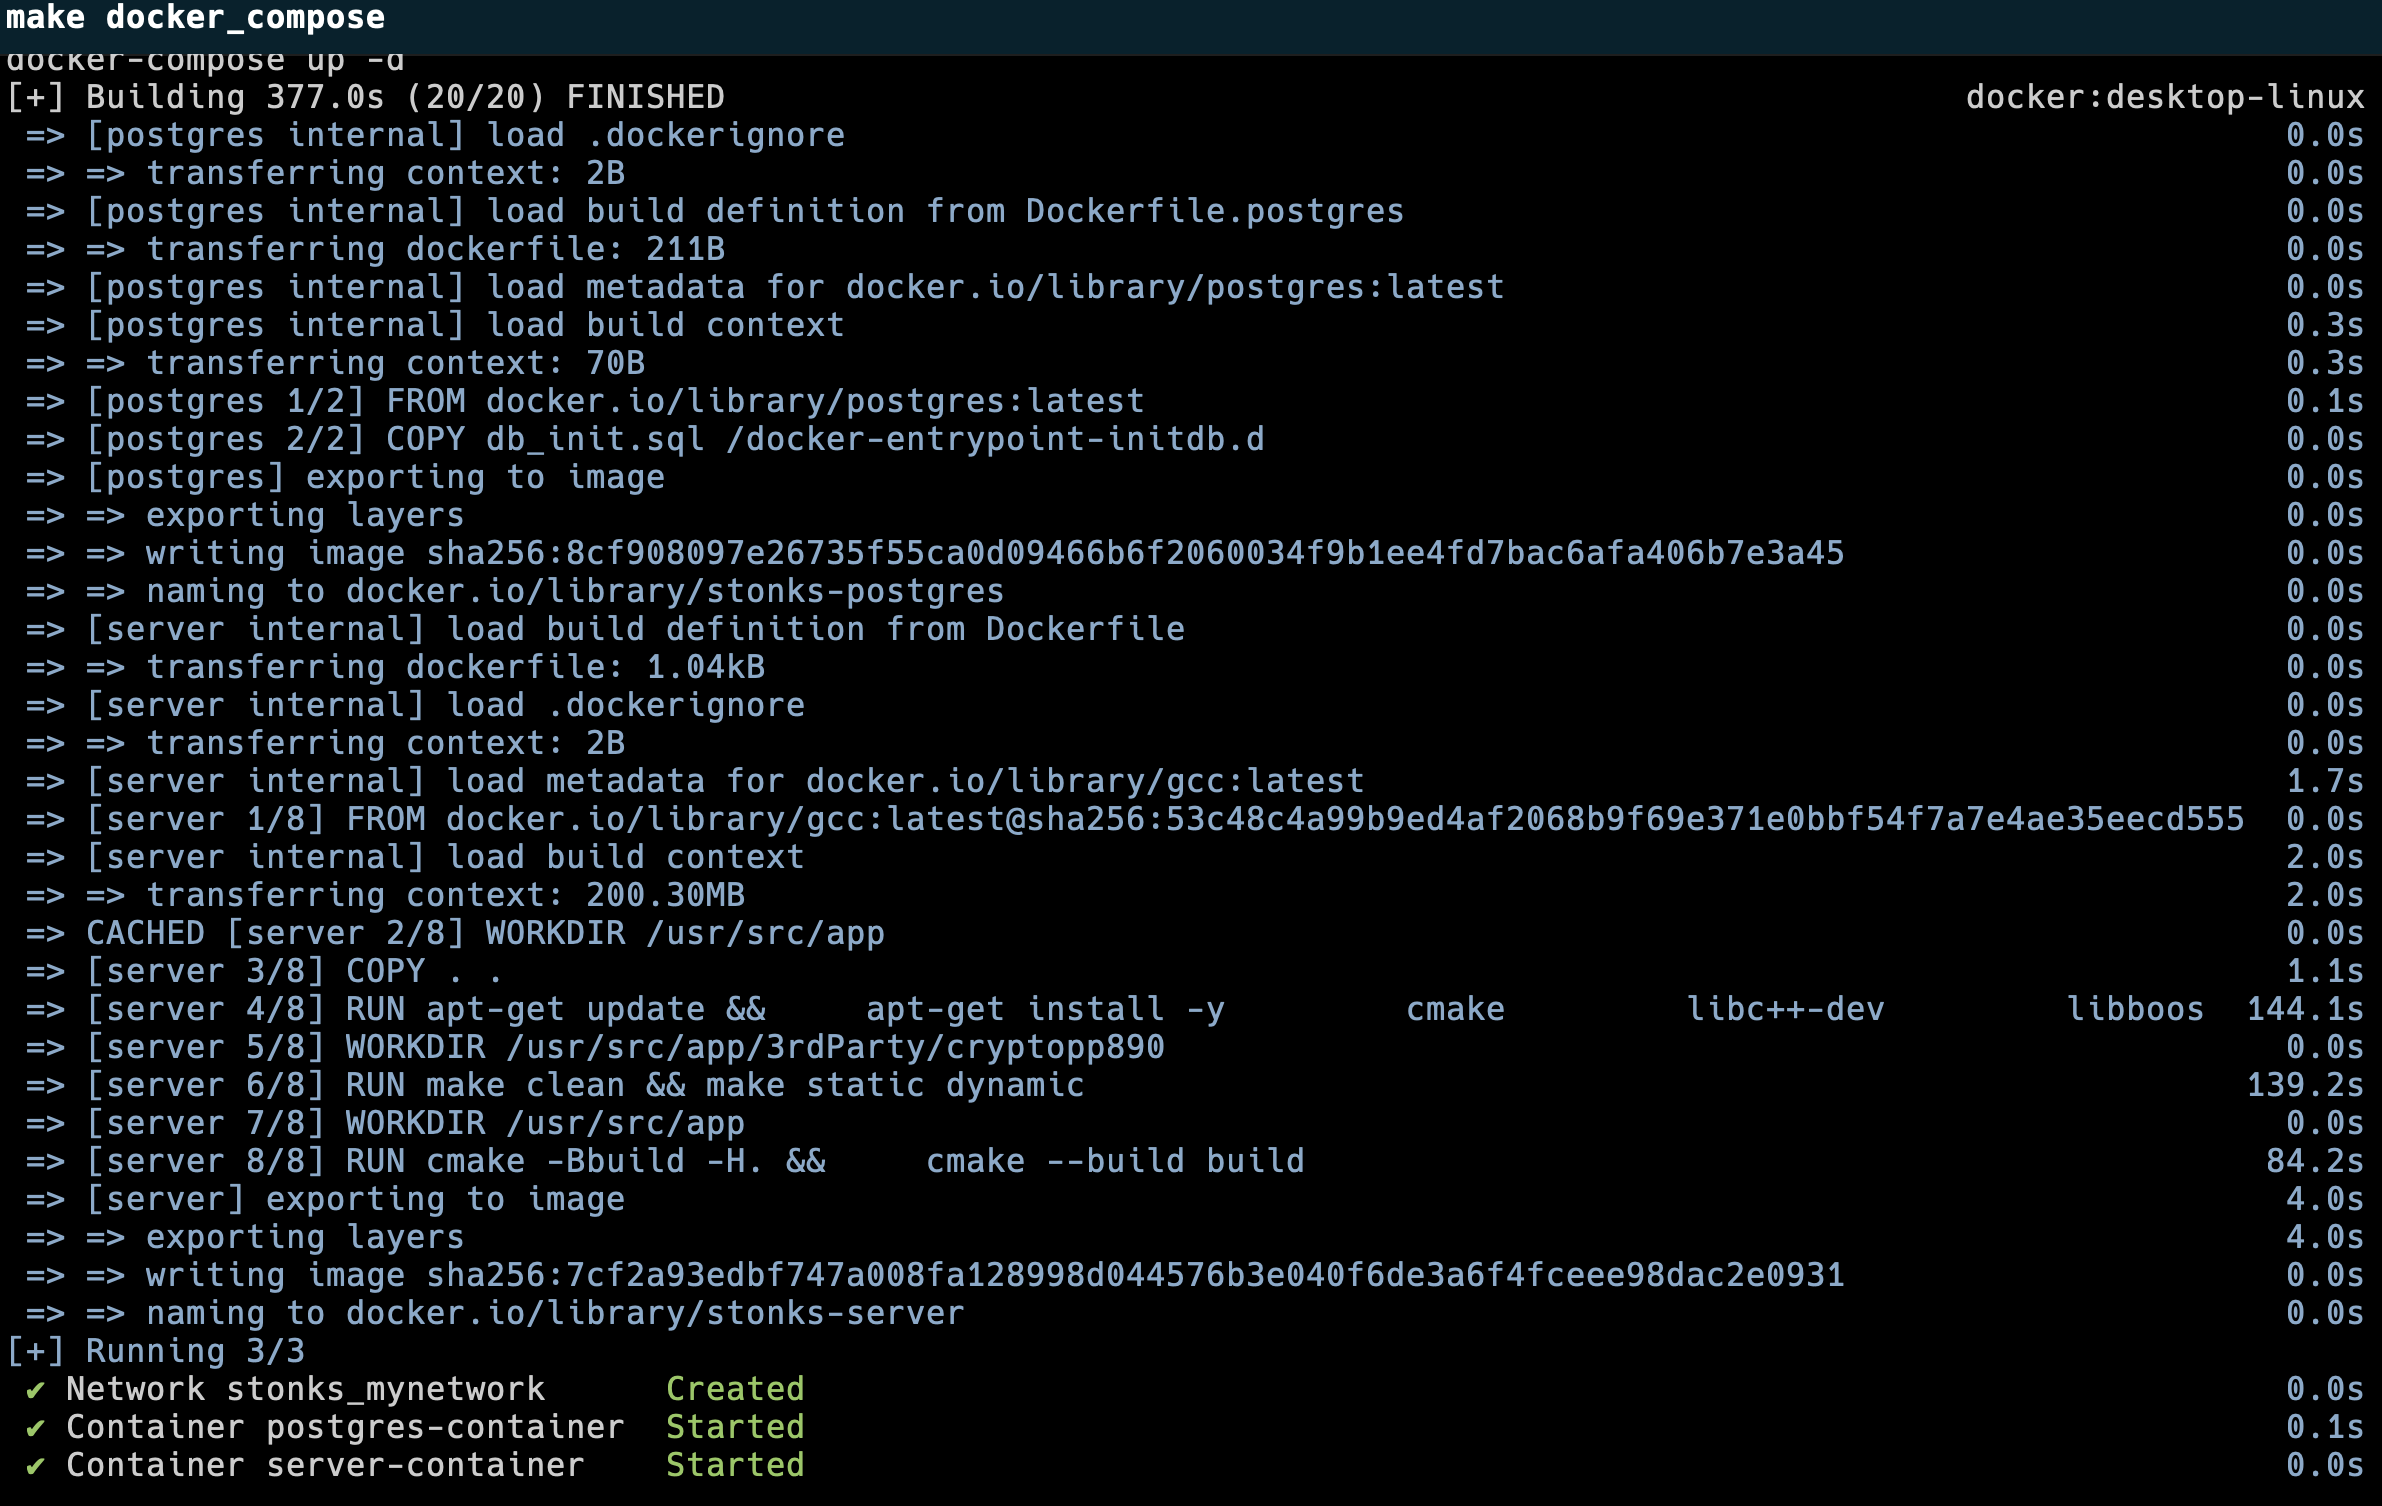 make docker_compose
docker-compose up -d
[+] Building 377.0s (20/20) FINISHED docker:desktop-linux
=> [postgres internal] load .dockerignore 0.0s
=> => transferring context: 2B 0.0s
=> [postgres internal] load build definition from Dockerfile.postgres 0.0s
=> => transferring dockerfile: 211B 0.0s
=> [postgres internal] load metadata for docker.io/library/postgres:latest 0.0s
=> [postgres internal] load build context 0.3s
=> => transferring context: 70B 0.3s
=> [postgres 1/2] FROM docker.io/library/postgres:latest 0.1s
=> [postgres 2/2] COPY db_init.sql /docker-entrypoint-initdb.d 0.0s
=> [postgres] exporting to image 0.0s
=> => exporting layers 0.0s
=> => writing image sha256:8cf908097e26735f55ca0d09466b6f2060034f9b1ee4fd7bac6afa406b7e3a45 0.0s
=> => naming to docker.io/library/stonks-postgres 0.0s
=> [server internal] load build definition from Dockerfile 0.0s
=> => transferring dockerfile: 1.04kB 0.0s
=> [server internal] load .dockerignore 0.0s
=> => transferring context: 2B 0.0s
=> [server internal] load metadata for docker.io/library/gcc:latest 1.7s
=> [server 1/8] FROM docker.io/library/gcc:latest@sha256:53c48c4a99b9ed4af2068b9f69e371e0bbf54f7a7e4ae35eecd555 0.0s
=> [server internal] load build context 2.0s
=> => transferring context: 200.30MB 2.0s
=> CACHED [server 2/8] WORKDIR /usr/src/app 0.0s
=> [server 3/8] COPY . . 1.1s
=> [server 4/8] RUN apt-get update && apt-get install -y cmake libc++-dev libboos 144.1s
=> [server 5/8] WORKDIR /usr/src/app/3rdParty/cryptopp890 0.0s
=> [server 6/8] RUN make clean && make static dynamic 139.2s
=> [server 7/8] WORKDIR /usr/src/app 0.0s
=> [server 8/8] RUN cmake -Bbuild -H. && cmake --build build 84.2s
=> [server] exporting to image 4.0s
=> => exporting layers 4.0s
=> => writing image sha256:7cf2a93edbf747a008fa128998d044576b3e040f6de3a6f4fceee98dac2e0931 0.0s
=> => naming to docker.io/library/stonks-server 0.0s
[+] Running 3/3
✔ Network stonks_mynetwork Created 0.0s
✔ Container postgres-container Started 0.1s
✔ Container server-container Started 0.0s